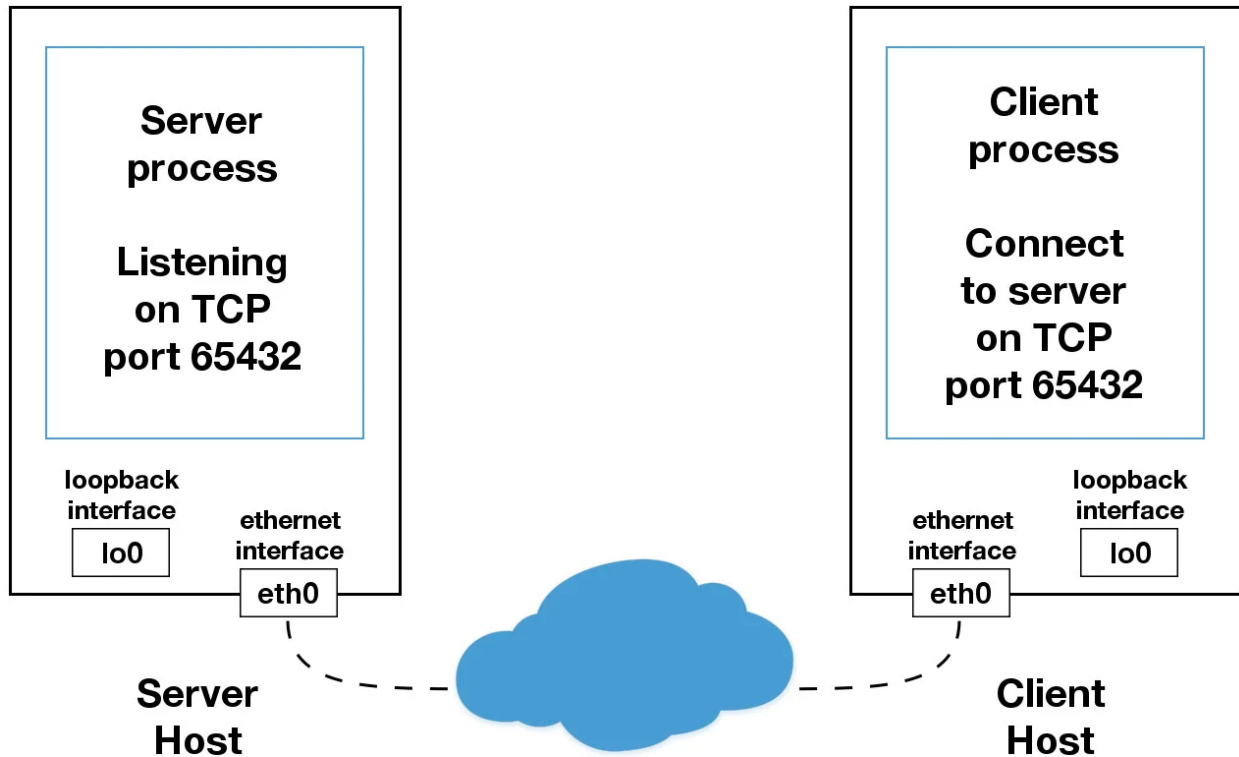 Server
process
Listening
on TCP
port 65432
loopback
interface
lo0
ethernet
interface
eth0
Server
Host
Client
process
Connect
to server
on TCP
port 65432
ethernet
interface
eth0
loopback
interface
lo0
Client
Host